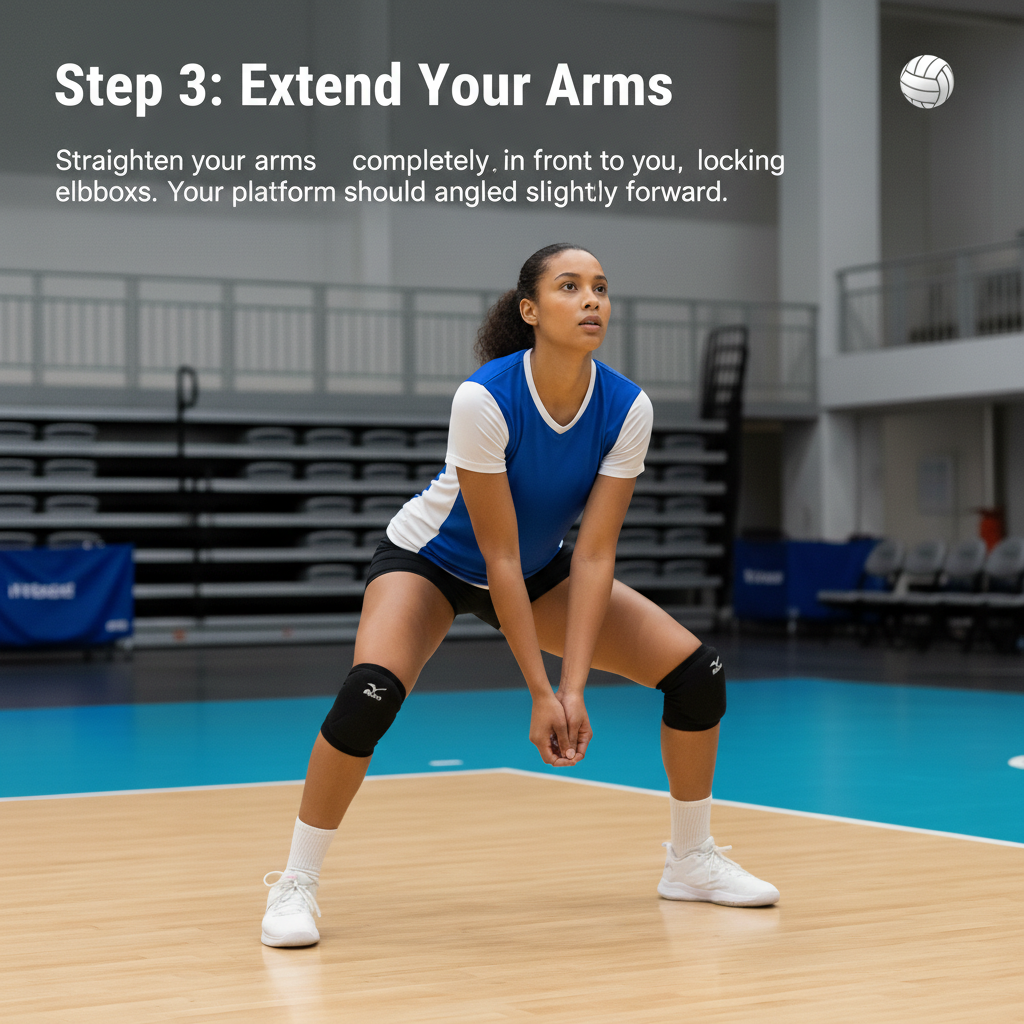 Step 3: Extend Your Arms
Straighten your arms completely. in front to you, locking
elbboxs. Your platform should angled slightly forward.